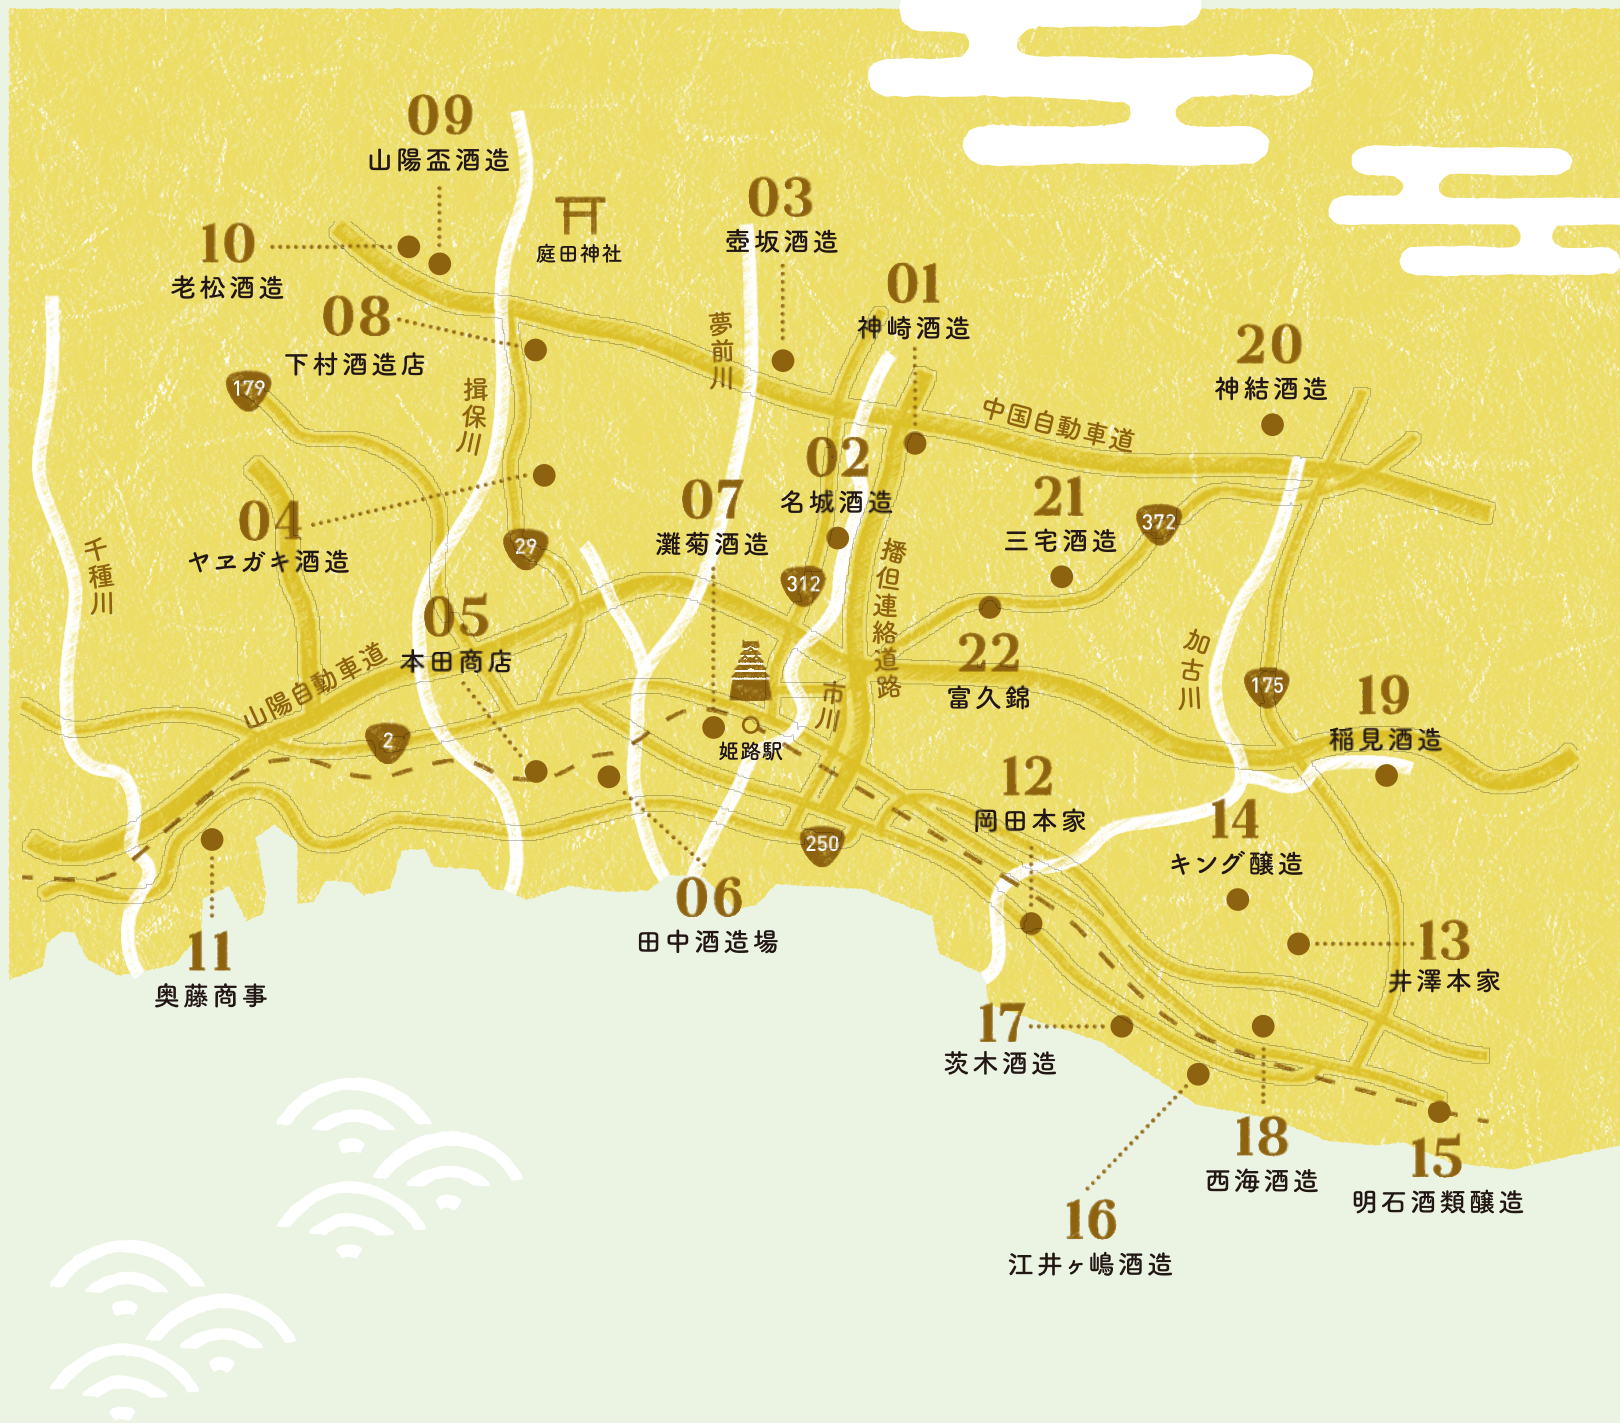 09
山陽盃酒造
10
老松酒造
庭田神社
03
壺坂酒造
08
下村酒造店
01
神崎酒造
20
神結酒造
179
揖保川
夢前川
中国自動車道
04
ヤヱガキ酒造
29
07
灘菊酒造
02
名城酒造
312
播但連絡道路
21
三宅酒造
372
千種川
05
本田商店
山陽自動車道
2
市川
姫路駅
22
富久錦
加古川
175
19
稲見酒造
12
岡田本家
14
キング醸造
250
06
田中酒造場
11
奥藤商事
13
井澤本家
17
茨木酒造
18
西海酒造
15
明石酒類醸造
16
江井ヶ嶋酒造